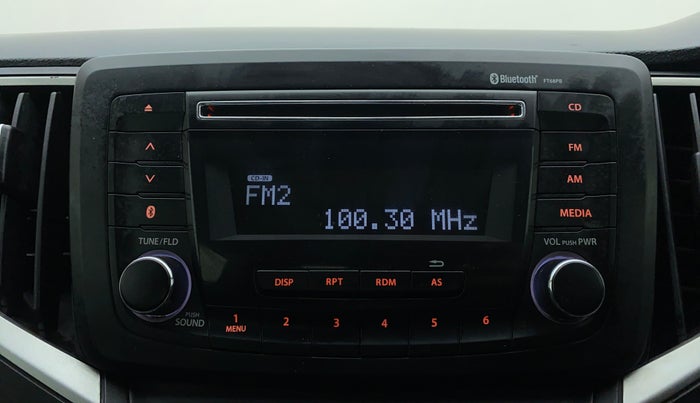 Bluetooth® FT68PB
CD
FM
AM
MEDIA
CD-IN
FM2
100.30 MHz
TUNE/FLD
VOL PUSH PWR
DISP RPT RDM AS
PUSH SOUND
1 MENU 2 3 4 5 6